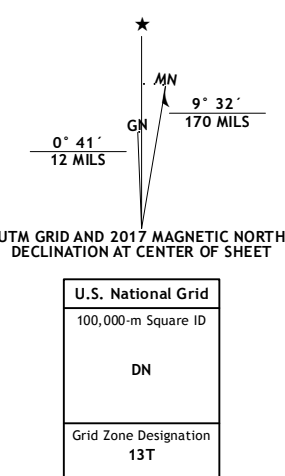 ★
MN
9° 32´
170 MILS
GN
0° 41´
12 MILS
UTM GRID AND 2017 MAGNETIC NORTH
DECLINATION AT CENTER OF SHEET
U.S. National Grid
100,000-m Square ID
DN
Grid Zone Designation
13T